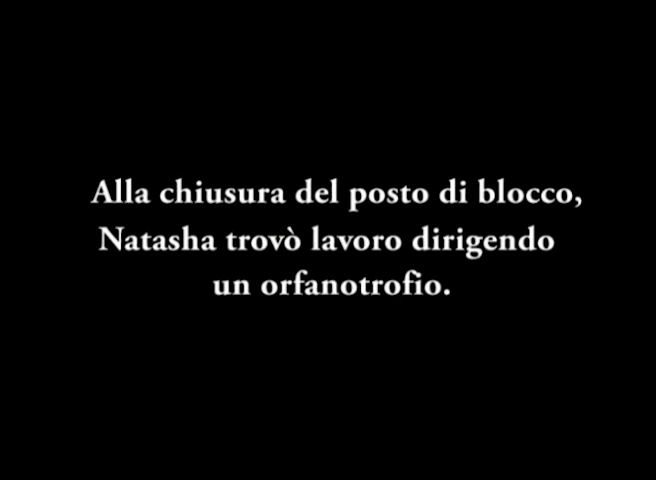 Alla chiusura del posto di blocco,
Natasha trovò lavoro dirigendo
un orfanotrofio.